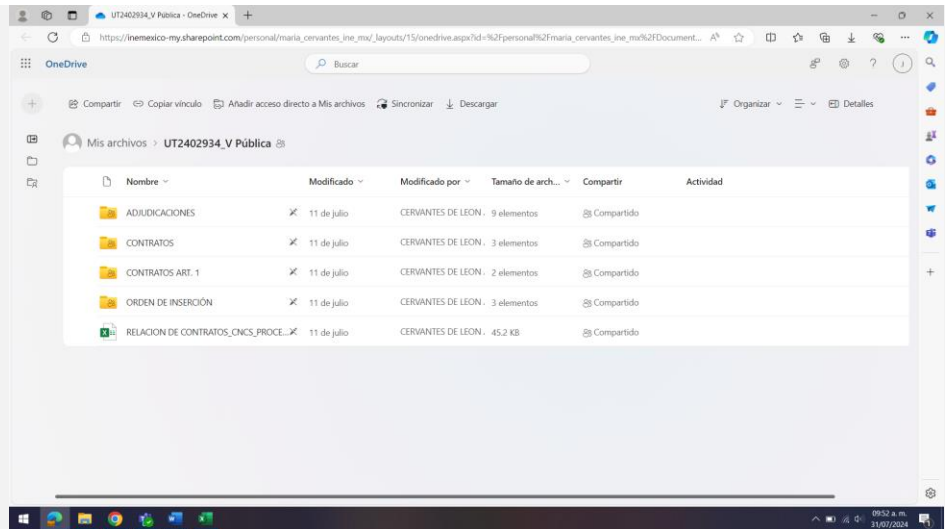 UT2402934_V Pública - OneDrive
https://inemexico-my.sharepoint.com/personal/maria_cervantes_ine_mx/_layouts/15/onedrive.aspx?id=%2Fpersonal%2Fmaria_cervantes_ine_mx%2FDocument...
OneDrive
Buscar
Compartir Copiar vínculo Añadir acceso directo a Mis archivos Sincronizar Descargar Organizar Detalles
Mis archivos > UT2402934_V Pública
Nombre Modificado Modificado por Tamaño de arch... Compartir Actividad
ADJUDICACIONES 11 de julio CERVANTES DE LEON . 9 elementos Compartido
CONTRATOS 11 de julio CERVANTES DE LEON . 3 elementos Compartido
CONTRATOS ART. 1 11 de julio CERVANTES DE LEON . 2 elementos Compartido
ORDEN DE INSERCIÓN 11 de julio CERVANTES DE LEON . 3 elementos Compartido
RELACION DE CONTRATOS_CNCS_PROCE... 11 de julio CERVANTES DE LEON . 45.2 KB Compartido
09:52 a. m.
31/07/2024